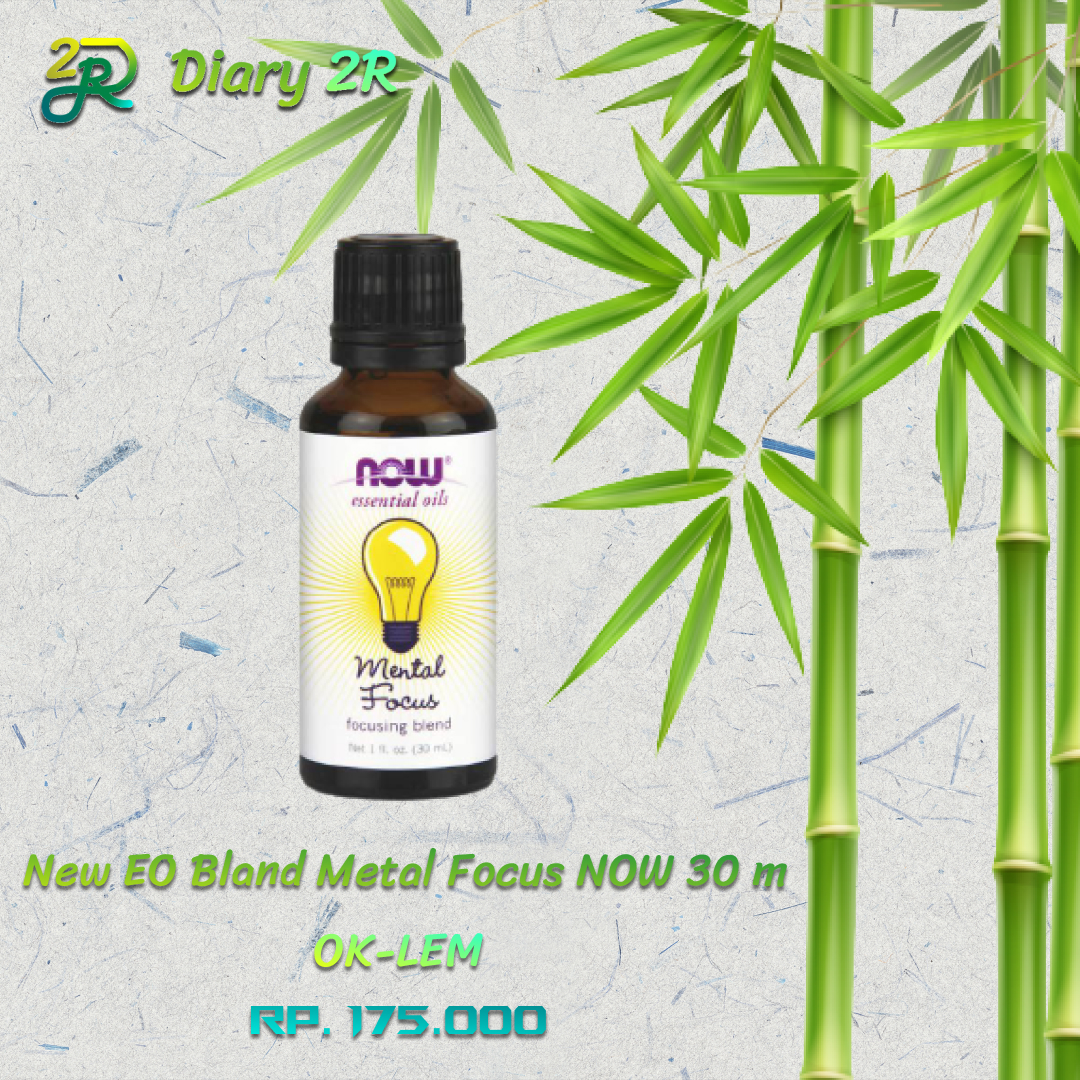 2R Diary 2R
NOW®
essential oils
Mental
Focus
focusing blend
Net 1 fl. oz. (30 mL)
New EO Bland Metal Focus NOW 30 m
OK-LEM
RP. 175.000